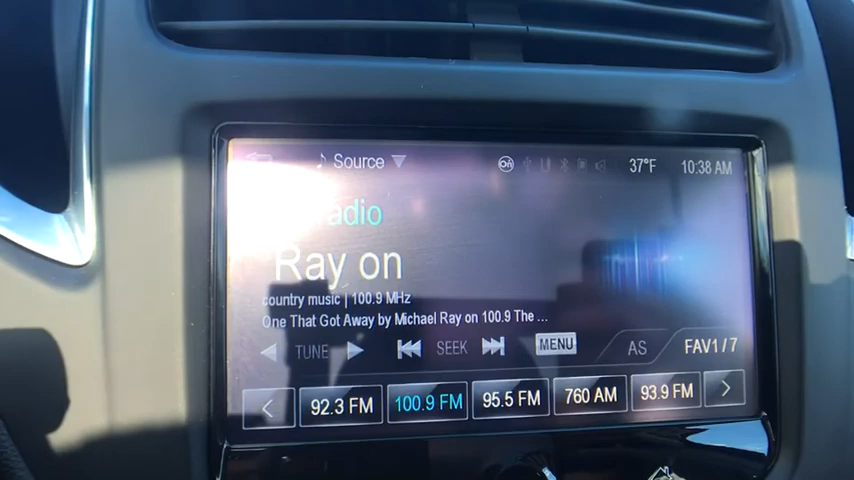 Source 37°F 10:38 AM
adio
Ray on
country music | 100.9 MHz
One That Got Away by Michael Ray on 100.9 The ...
TUNE SEEK MENU AS FAV1 / 7
92.3 FM 100.9 FM 95.5 FM 760 AM 93.9 FM